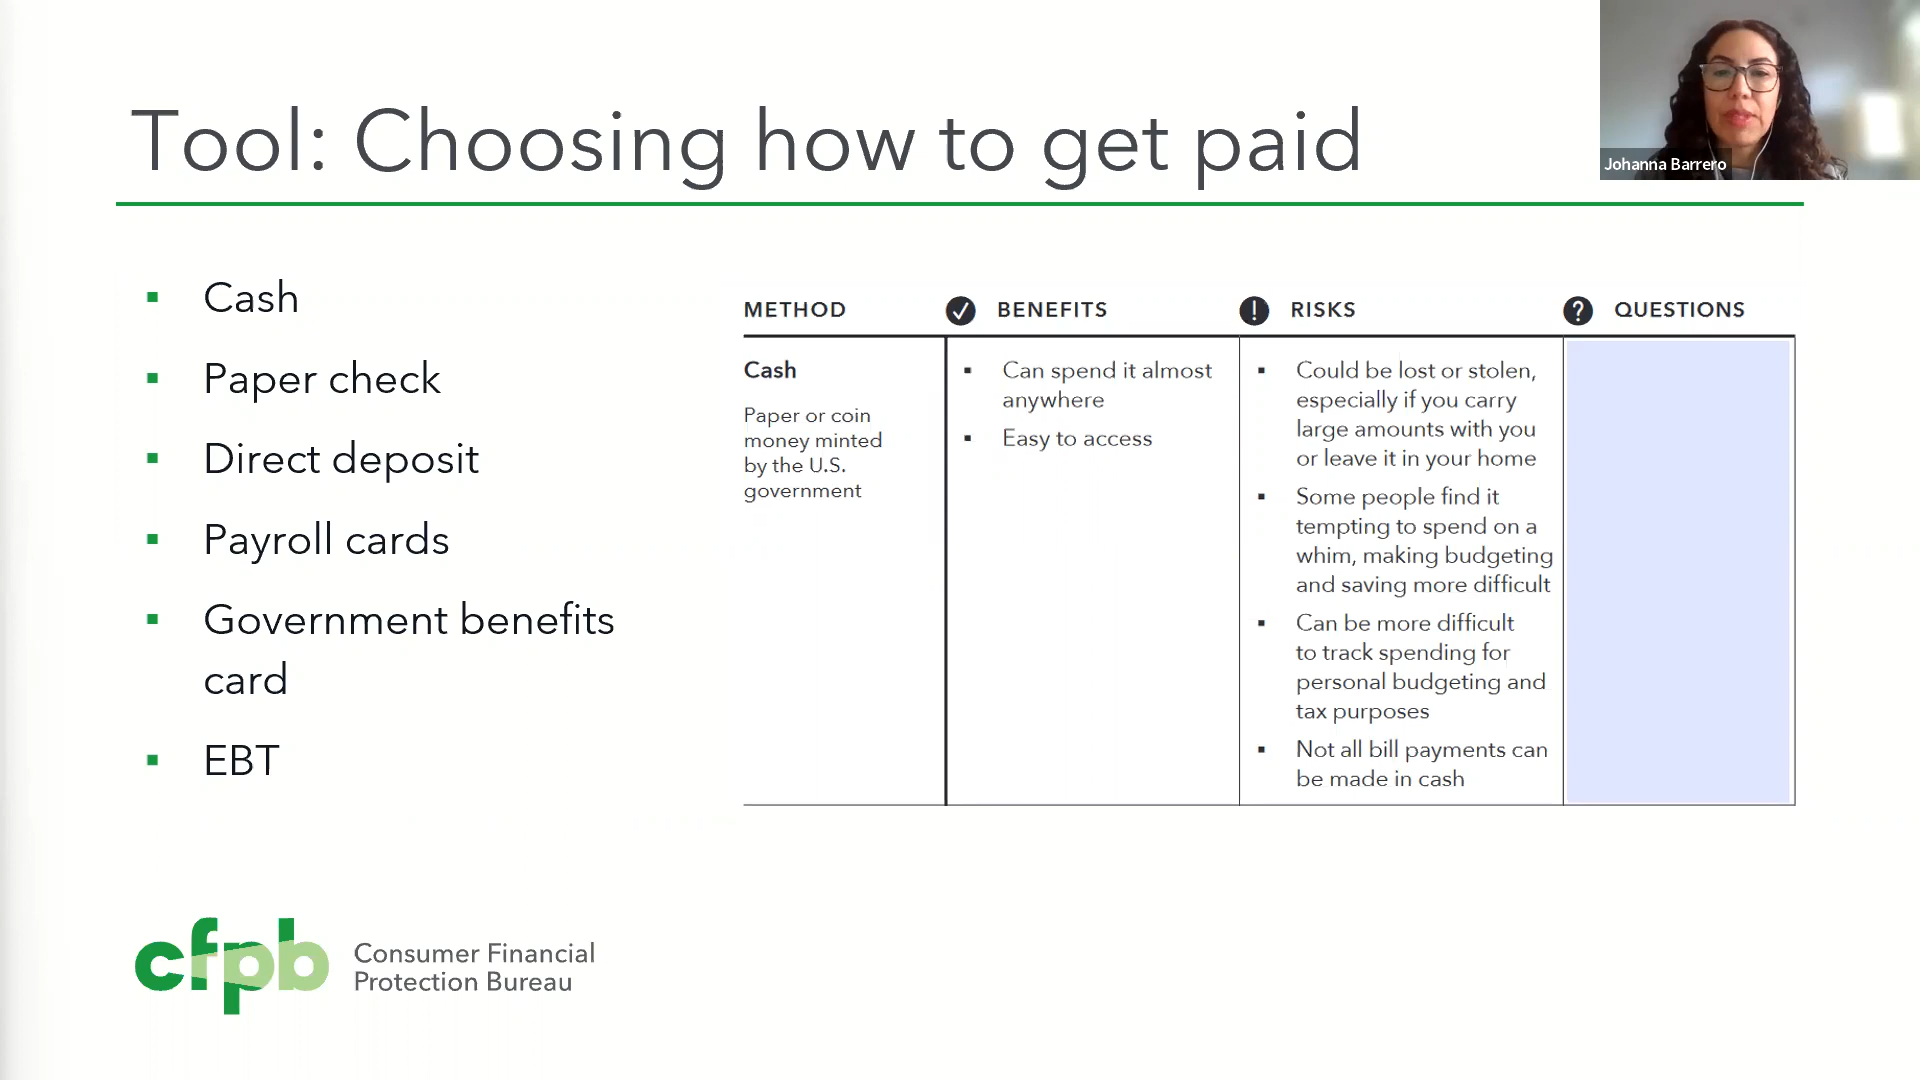 Tool: Choosing how to get paid
Johanna Barrero
▪ Cash
▪ Paper check
▪ Direct deposit
▪ Payroll cards
▪ Government benefits
card
▪ EBT
METHOD
Cash
Paper or coin
money minted
by the U.S.
government
✓ BENEFITS
▪ Can spend it almost
anywhere
▪ Easy to access
! RISKS
▪ Could be lost or stolen,
especially if you carry
large amounts with you
or leave it in your home
▪ Some people find it
tempting to spend on a
whim, making budgeting
and saving more difficult
▪ Can be more difficult
to track spending for
personal budgeting and
tax purposes
▪ Not all bill payments can
be made in cash
? QUESTIONS
cfpb
Consumer Financial
Protection Bureau